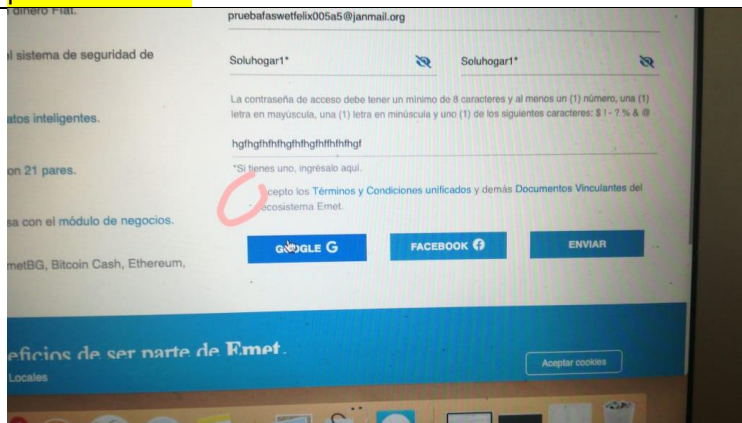 dinero Fiat.
el sistema de seguridad de
atos inteligentes.
on 21 pares.
sa con el módulo de negocios.
metBG, Bitcoin Cash, Ethereum,
pruebafaswetfelix005a5@janmail.org
Soluhogar1*
Soluhogar1*
La contraseña de acceso debe tener un mínimo de 8 caracteres y al menos un (1) número, una (1)
letra en mayúscula, una (1) letra en minúscula y uno (1) de los siguientes caracteres: $ ! - ? % & @
*Si tienes uno, ingrésalo aquí.
cepto los Términos y Condiciones unificados y demás Documentos Vinculantes del
ecosistema Emet.
GOOGLE G
FACEBOOK
ENVIAR
eficios de ser parte de Emet.
Locales
Aceptar cookies